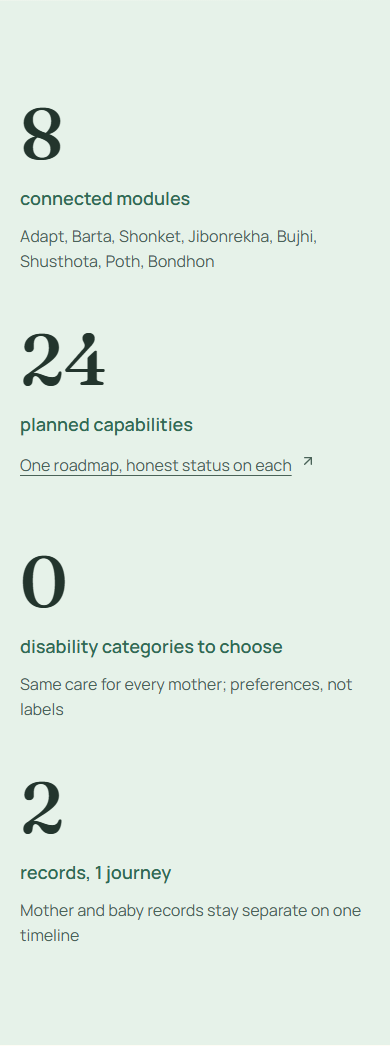 8
connected modules
Adapt, Barta, Shonket, Jibonrekha, Bujhi,
Shusthota, Poth, Bondhon
24
planned capabilities
One roadmap, honest status on each ↗
0
disability categories to choose
Same care for every mother; preferences, not
labels
2
records, 1 journey
Mother and baby records stay separate on one
timeline